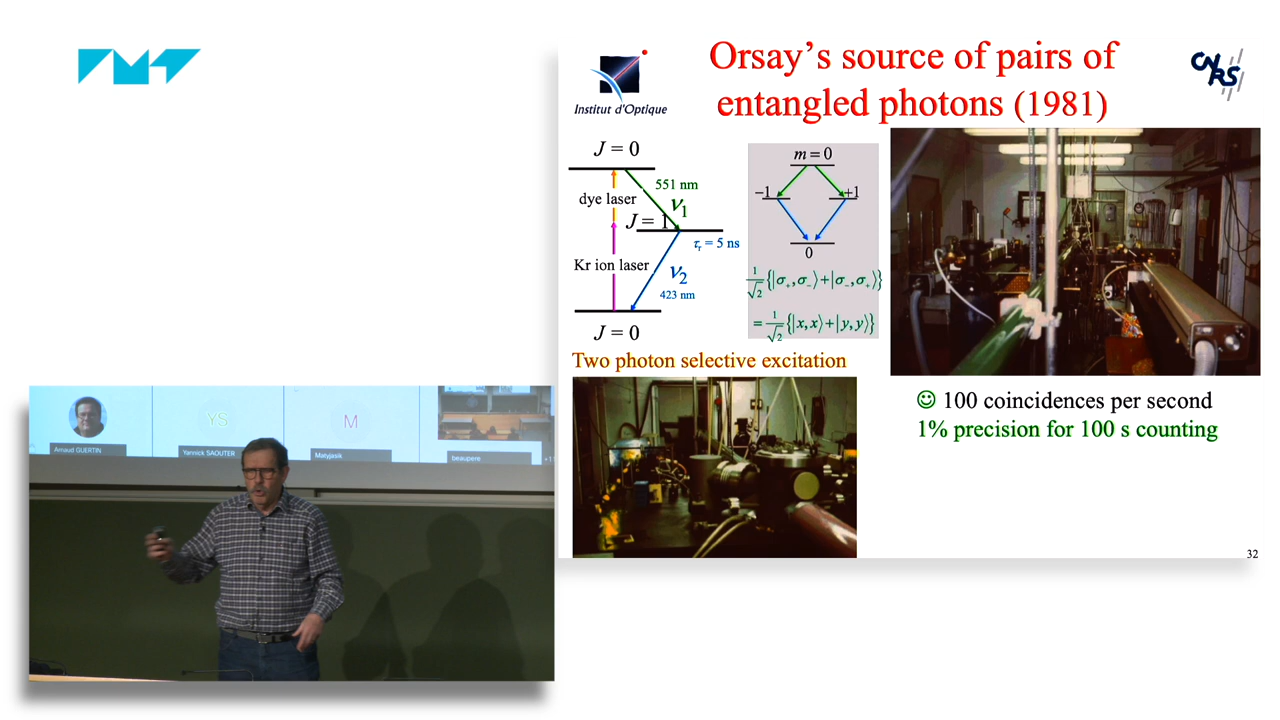 IMT
Orsay's source of pairs of
entangled photons (1981)
Institut d'Optique
CNRS
J = 0
dye laser
551 nm
ν1
J = 1
τr = 5 ns
Kr ion laser
ν2
423 nm
J = 0
m = 0
−1
+1
0
1/√2{|σ+,σ−⟩+|σ−,σ+⟩}
=1/√2{|x,x⟩+|y,y⟩}
Two photon selective excitation
☺ 100 coincidences per second
1% precision for 100 s counting
32
YS
M
Arnaud GUERTIN
Yannick SAOUTER
Matyjasik
beaupere